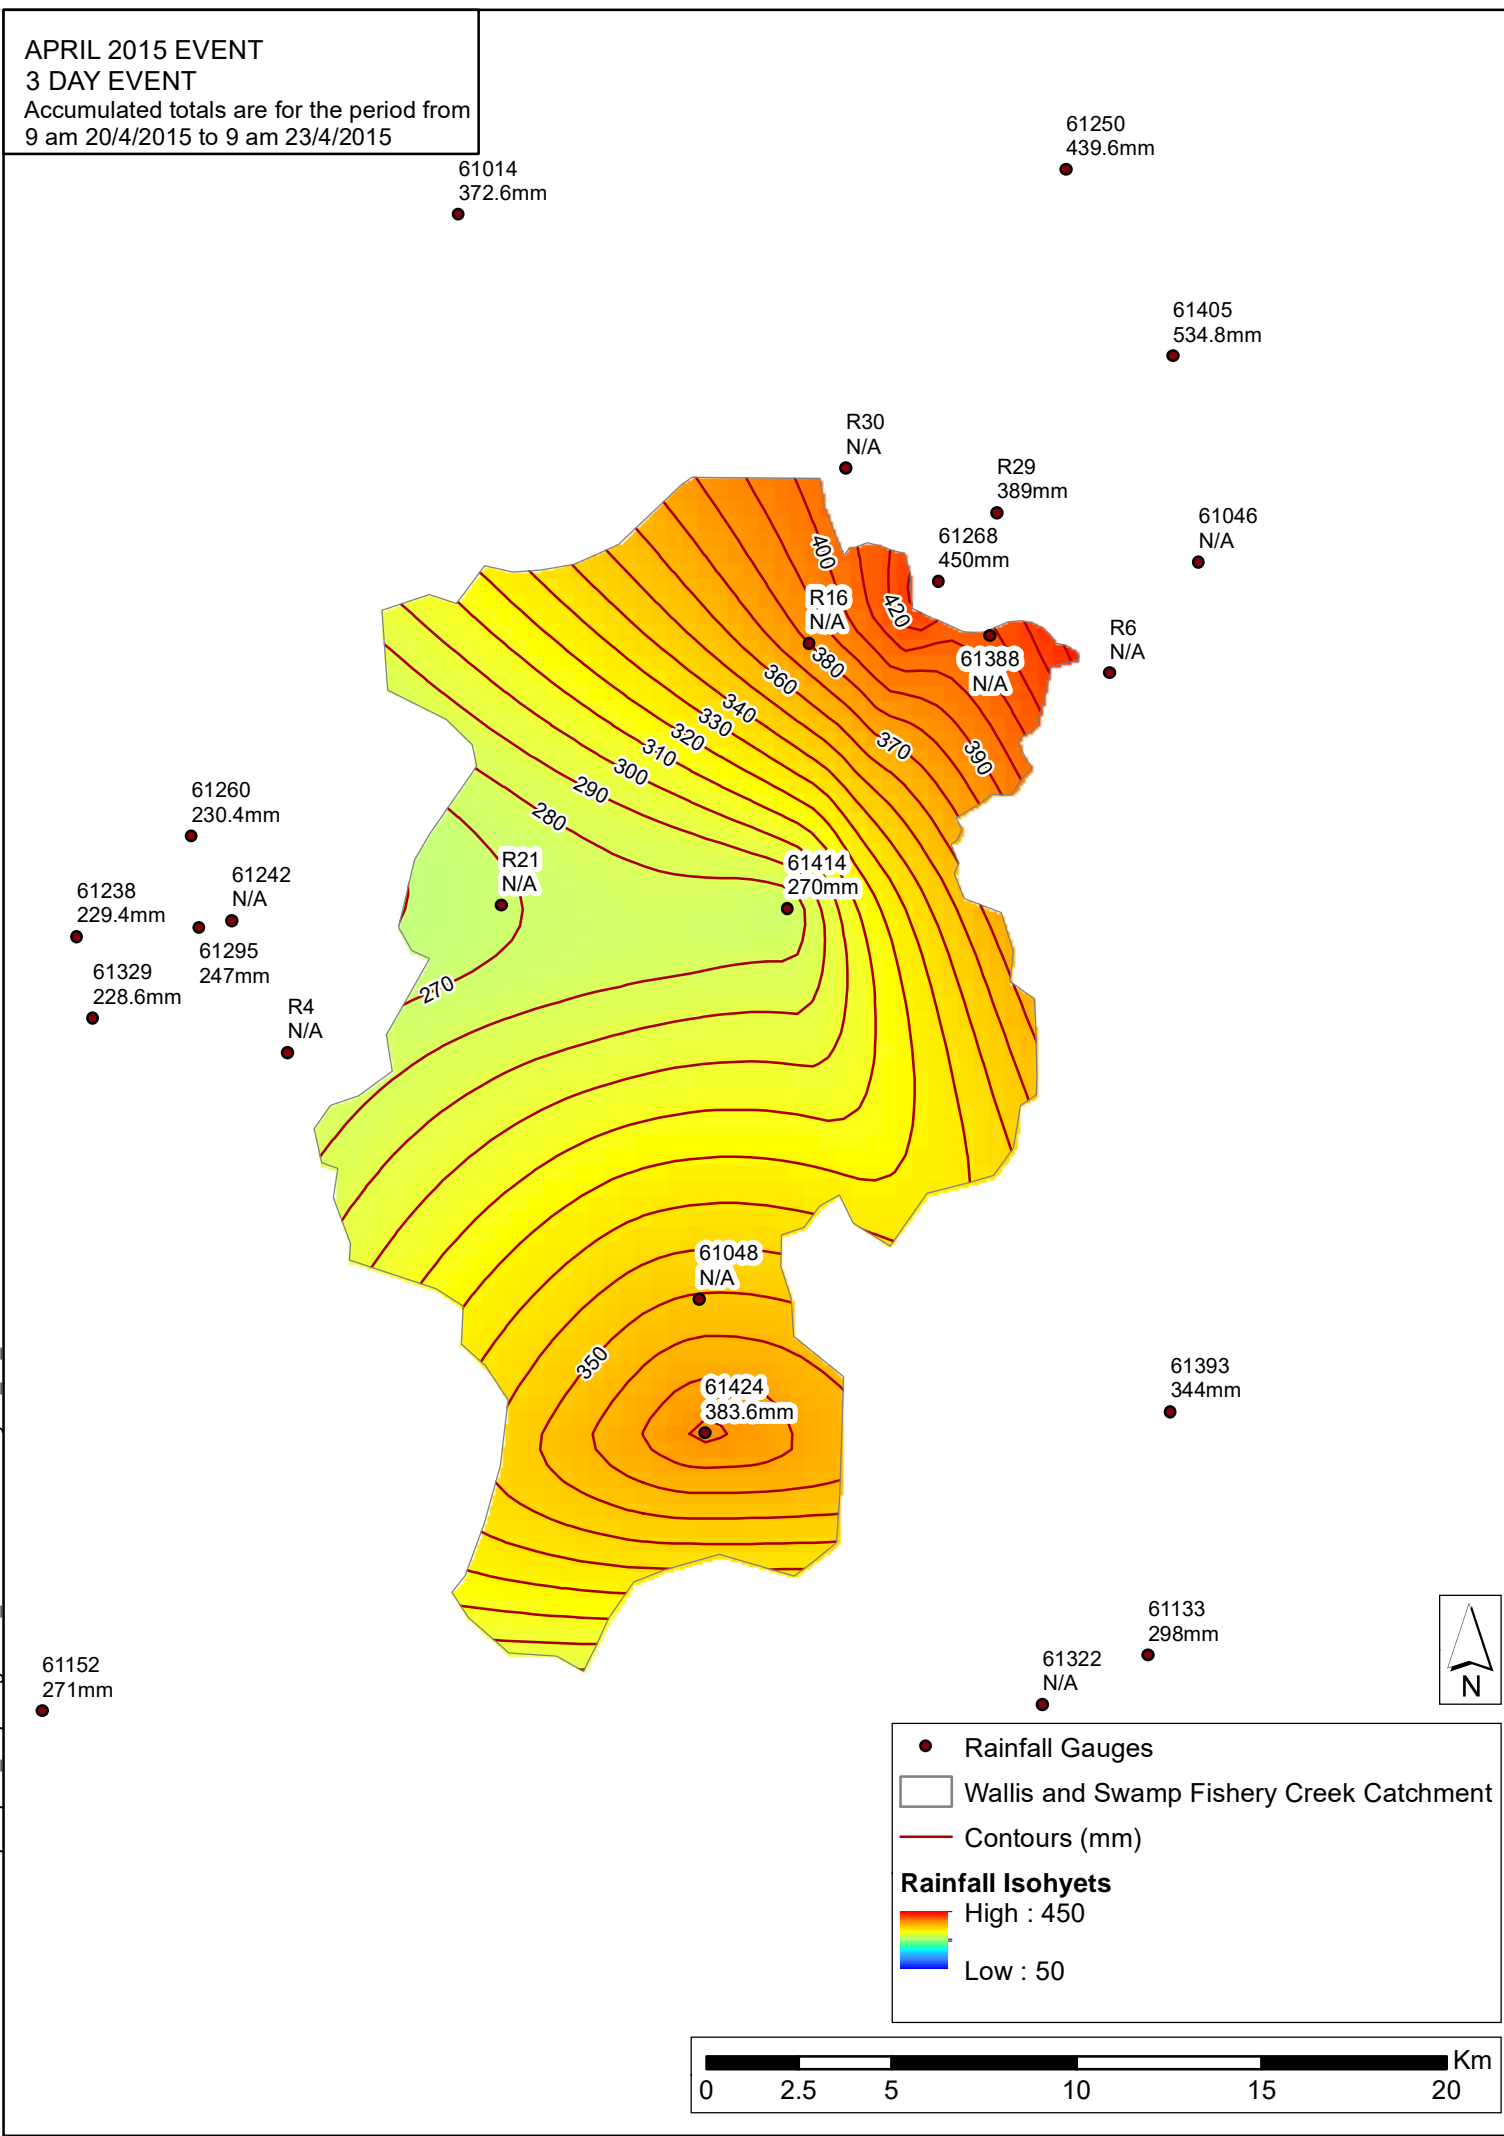 APRIL 2015 EVENT
3 DAY EVENT
Accumulated totals are for the period from
9 am 20/4/2015 to 9 am 23/4/2015
61250
439.6mm
61014
372.6mm
61405
534.8mm
R30
N/A
R29
389mm
61046
N/A
61268
450mm
400
R16
N/A
420
R6
N/A
61388
N/A
380
360
340
330
320
310
300
290
280
370
390
61260
230.4mm
61242
N/A
61238
229.4mm
61295
247mm
61329
228.6mm
R4
N/A
R21
N/A
61414
270mm
270
61048
N/A
350
61424
383.6mm
61393
344mm
61133
298mm
61322
N/A
61152
271mm
N
Rainfall Gauges
Wallis and Swamp Fishery Creek Catchment
Contours (mm)
Rainfall Isohyets
High : 450
Low : 50
Km
0 2.5 5 10 15 20